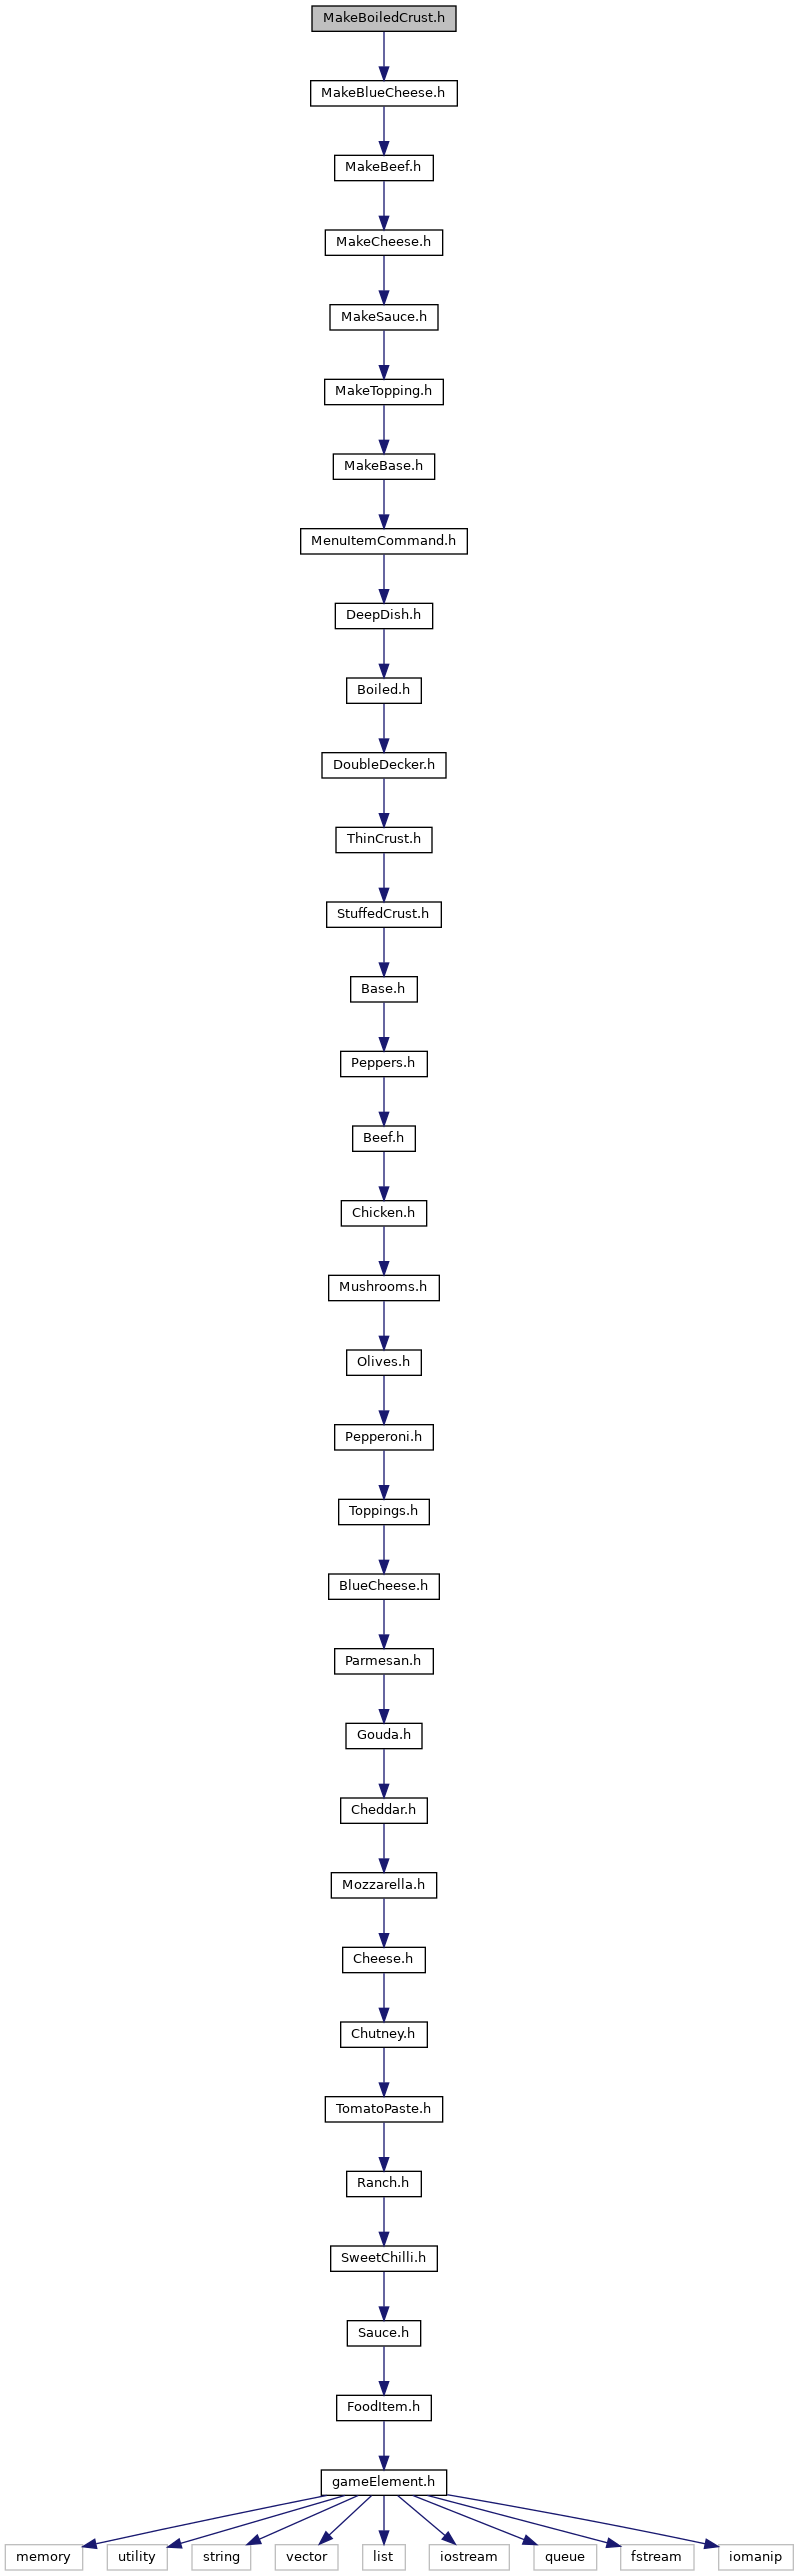 MakeBoiledCrust.h
MakeBlueCheese.h
MakeBeef.h
MakeCheese.h
MakeSauce.h
MakeTopping.h
MakeBase.h
MenuItemCommand.h
DeepDish.h
Boiled.h
DoubleDecker.h
ThinCrust.h
StuffedCrust.h
Base.h
Peppers.h
Beef.h
Chicken.h
Mushrooms.h
Olives.h
Pepperoni.h
Toppings.h
BlueCheese.h
Parmesan.h
Gouda.h
Cheddar.h
Mozzarella.h
Cheese.h
Chutney.h
TomatoPaste.h
Ranch.h
SweetChilli.h
Sauce.h
FoodItem.h
gameElement.h
memory utility string vector list iostream queue fstream iomanip